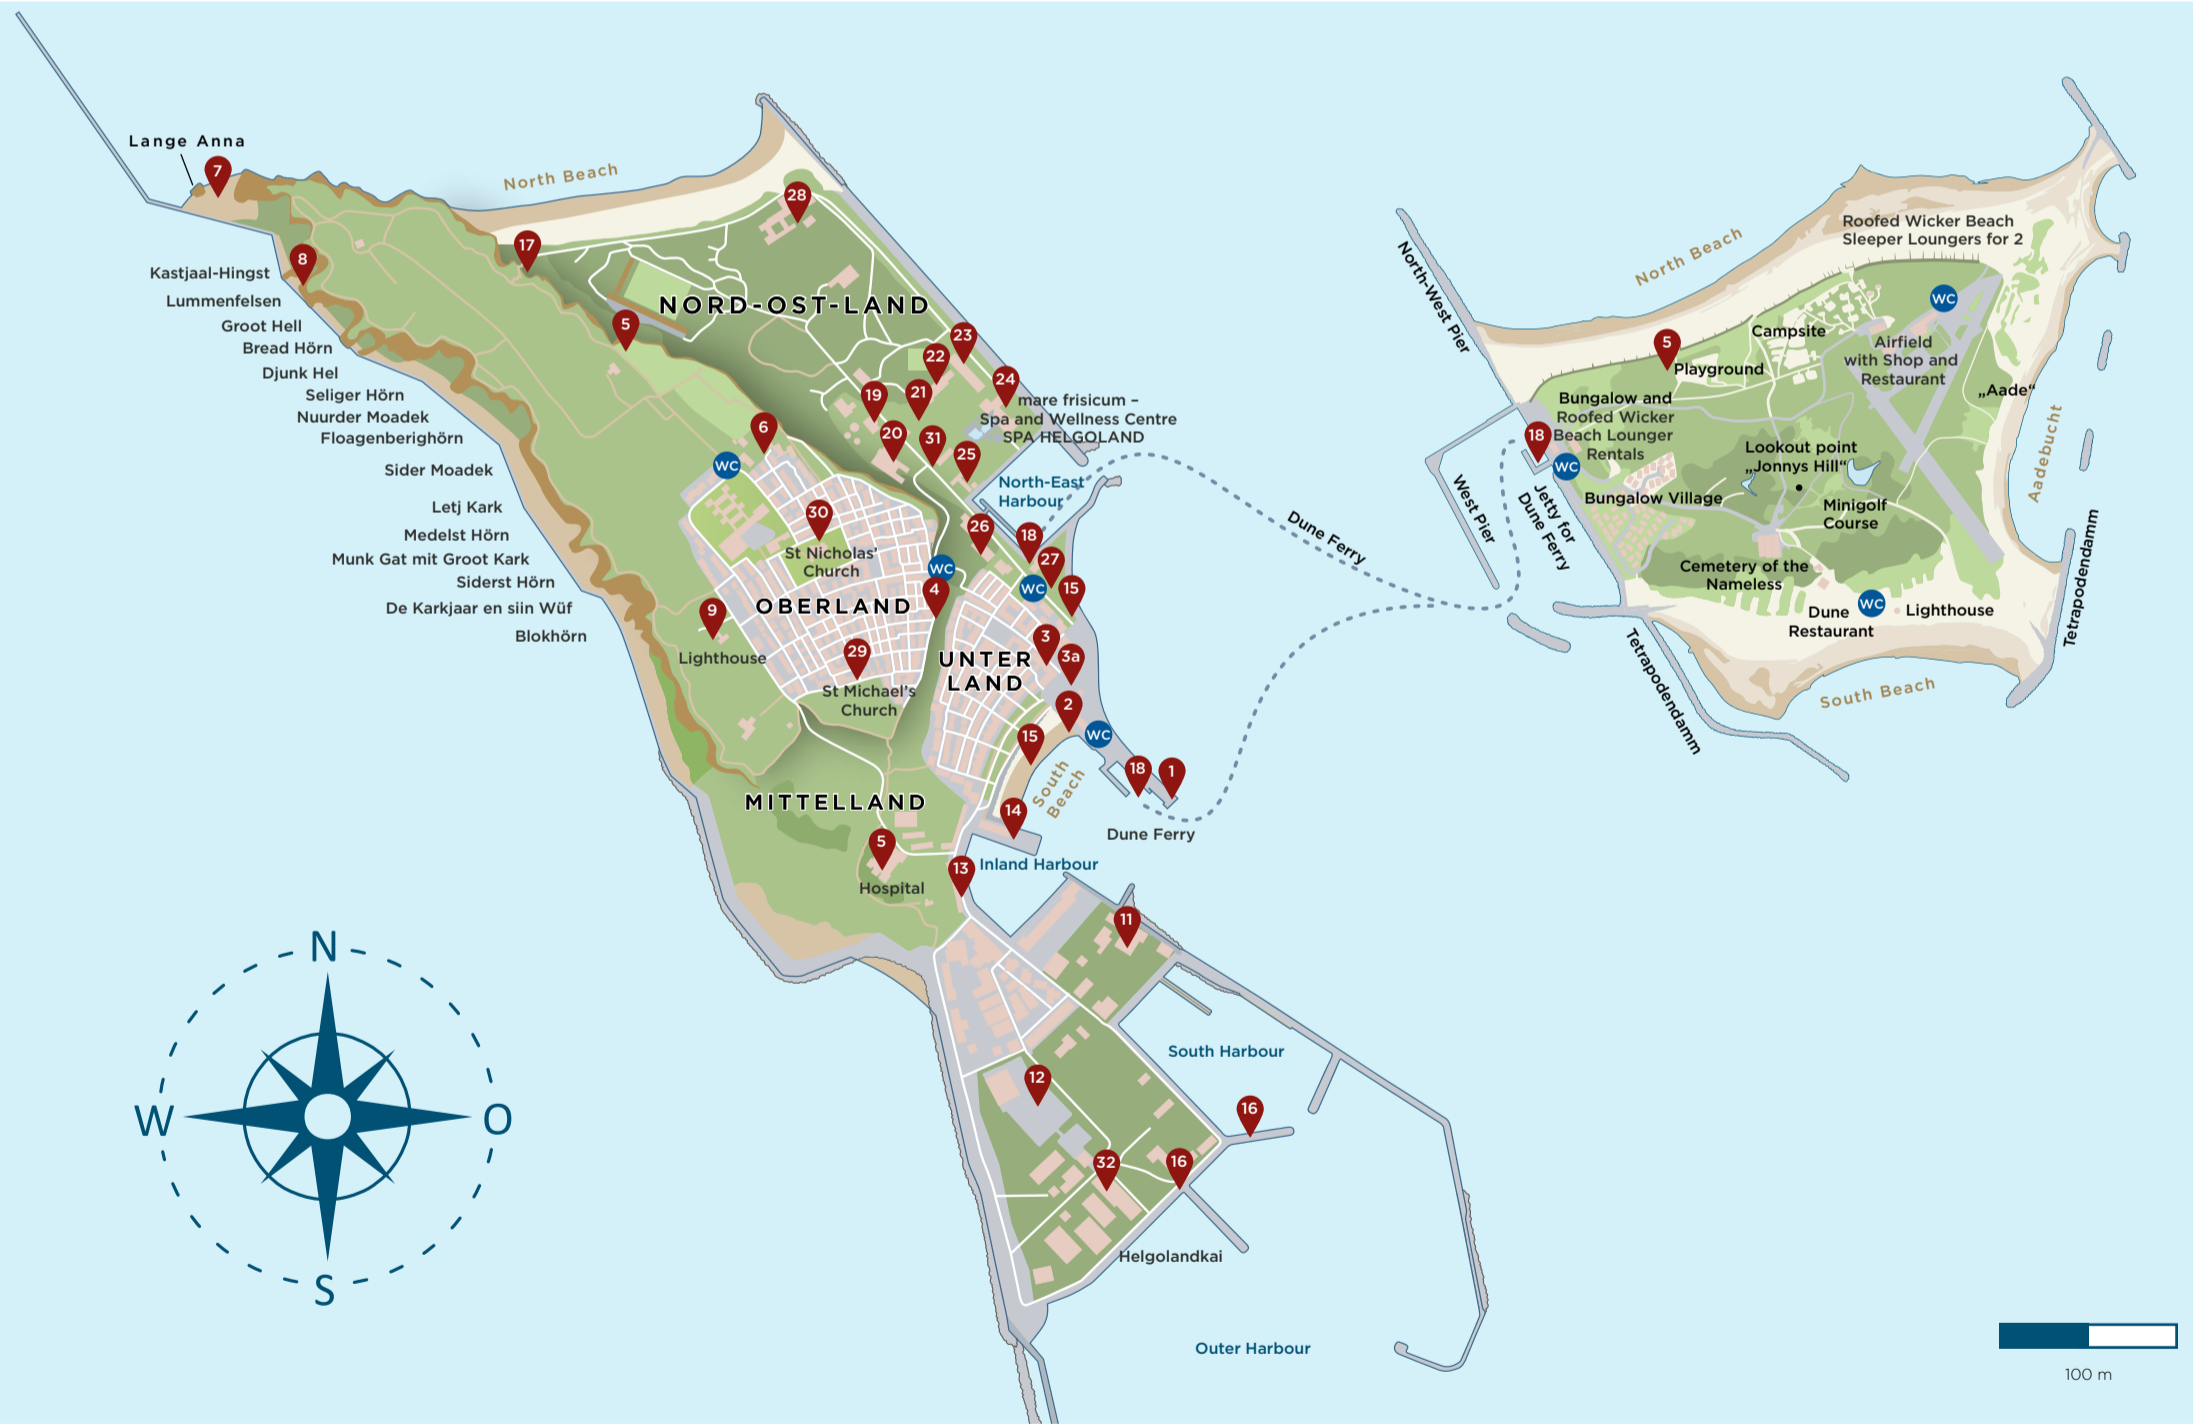 Lange Anna
7
North Beach
28
17
8
Kastjaal-Hingst
Lummenfelsen
Groot Hell
Bread Hörn
Djunk Hel
Seliger Hörn
Nuurder Moadek
Floagenberighörn
Sider Moadek
Letj Kark
Medelst Hörn
Munk Gat mit Groot Kark
Siderst Hörn
De Karkjaar en siin Wüf
Blokhörn
NORD-OST-LAND
5
23
22
24
19
21
mare frisicum –
Spa and Wellness Centre
SPA HELGOLAND
6
20
31
25
WC
North-East
Harbour
30
26
18
St Nicholas'
Church
27
WC
WC
15
4
OBERLAND
9
3
3a
Lighthouse
29
UNTER
LAND
St Michael's
Church
2
WC
15
18
1
South
Beach
14
MITTELLAND
Dune Ferry
5
Hospital
13
Inland Harbour
11
South Harbour
12
16
32
16
Helgolandkai
Outer Harbour
N
W
O
S
Dune Ferry
North-West Pier
West Pier
North Beach
Roofed Wicker Beach
Sleeper Loungers for 2
WC
5
Playground
Campsite
Airfield
with Shop and
Restaurant
„Aade“
Aadebucht
Bungalow and
Roofed Wicker
Beach Lounger
Rentals
18
WC
Lookout point
„Jonnys Hill“
Jetty for
Dune Ferry
Bungalow Village
Minigolf
Course
Cemetery of the
Nameless
Dune
Restaurant
WC
Lighthouse
Tetrapodendamm
Tetrapodendamm
South Beach
100 m